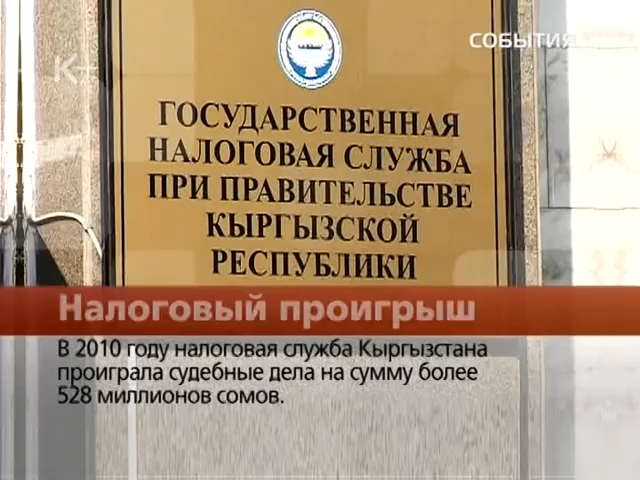 СОБЫТИЯ
K+
ГОСУДАРСТВЕННАЯ
НАЛОГОВАЯ СЛУЖБА
ПРИ ПРАВИТЕЛЬСТВЕ
КЫРГЫЗСКОЙ
РЕСПУБЛИКИ
Налоговый проигрыш
В 2010 году налоговая служба Кыргызстана
проиграла судебные дела на сумму более
528 миллионов сомов.